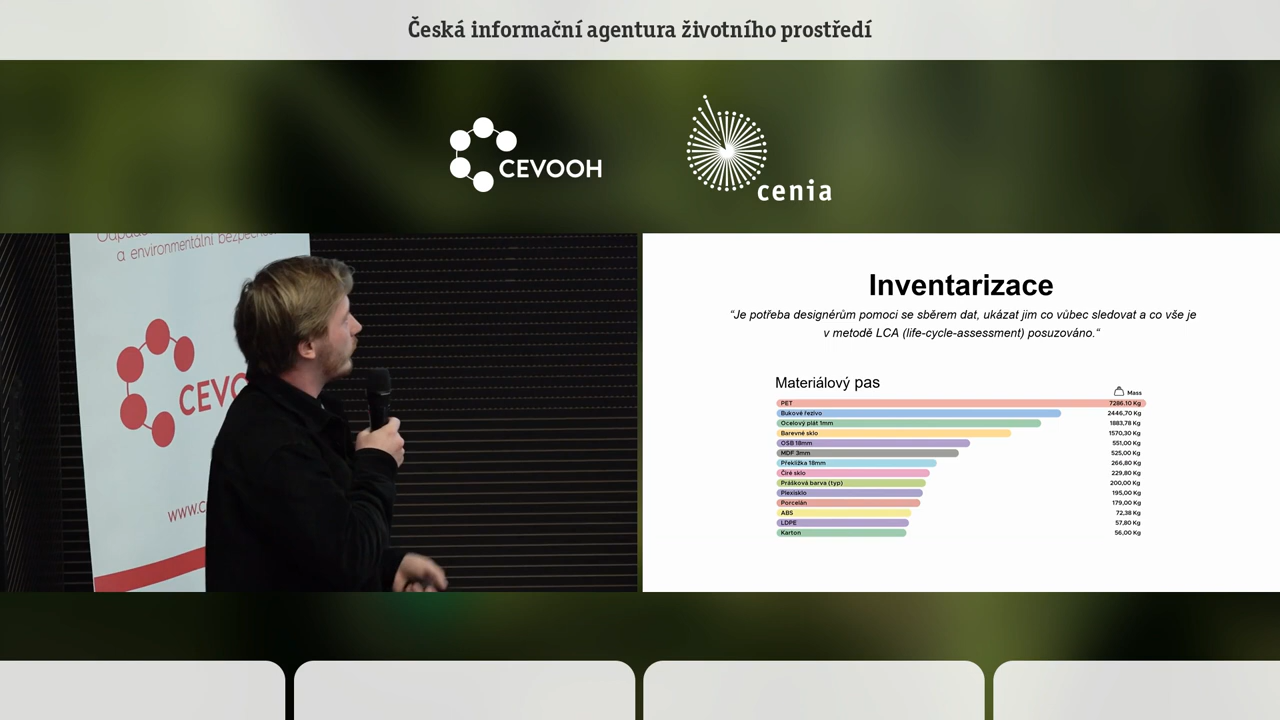 Česká informační agentura životního prostředí
CEVOOH
cenia
a environmentální
CEVO
www.c
Inventarizace
“Je potřeba designérům pomoci se sběrem dat, ukázat jim co vůbec sledovat a co vše je
v metodě LCA (life-cycle-assessment) posuzováno.“
Materiálový pas
Mass
PET 7286.10 Kg
Bukové řezivo 2446,70 Kg
Ocelový plát 1mm 1883,78 Kg
Barevné sklo 1570,30 Kg
OSB 18mm 551,00 Kg
MDF 3mm 525,00 Kg
Překližka 18mm 266,80 Kg
Čiré sklo 229,80 Kg
Prášková barva (typ) 200,00 Kg
Plexisklo 195,00 Kg
Porcelán 179,00 Kg
ABS 72,38 Kg
LDPE 57,80 Kg
Karton 56,00 Kg